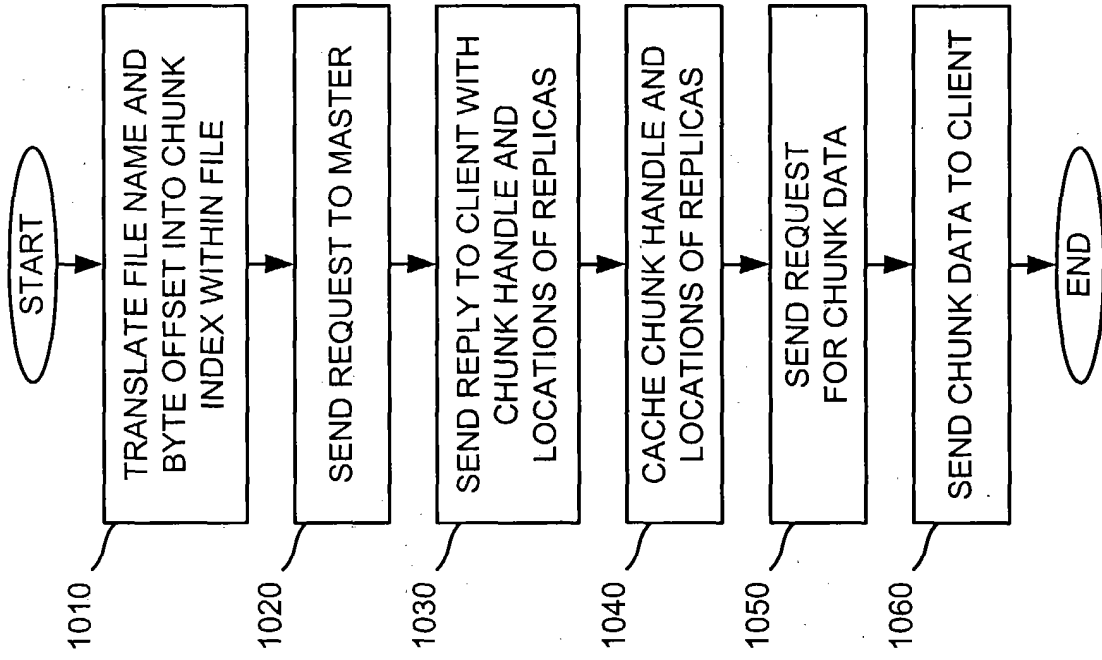 START
1010
TRANSLATE FILE NAME AND
BYTE OFFSET INTO CHUNK
INDEX WITHIN FILE
1020
SEND REQUEST TO MASTER
1030
SEND REPLY TO CLIENT WITH
CHUNK HANDLE AND
LOCATIONS OF REPLICAS
1040
CACHE CHUNK HANDLE AND
LOCATIONS OF REPLICAS
1050
SEND REQUEST
FOR CHUNK DATA
1060
SEND CHUNK DATA TO CLIENT
END